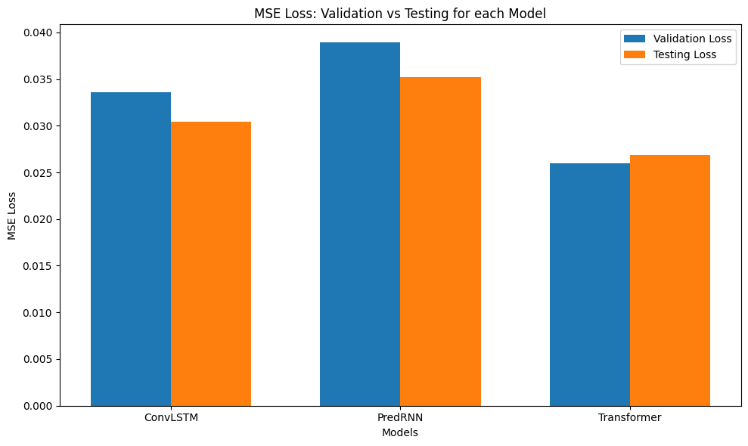 MSE Loss: Validation vs Testing for each Model
Validation Loss
Testing Loss
0.040
0.035
0.030
0.025
0.020
0.015
0.010
0.005
0.000
MSE Loss
ConvLSTM
PredRNN
Transformer
Models